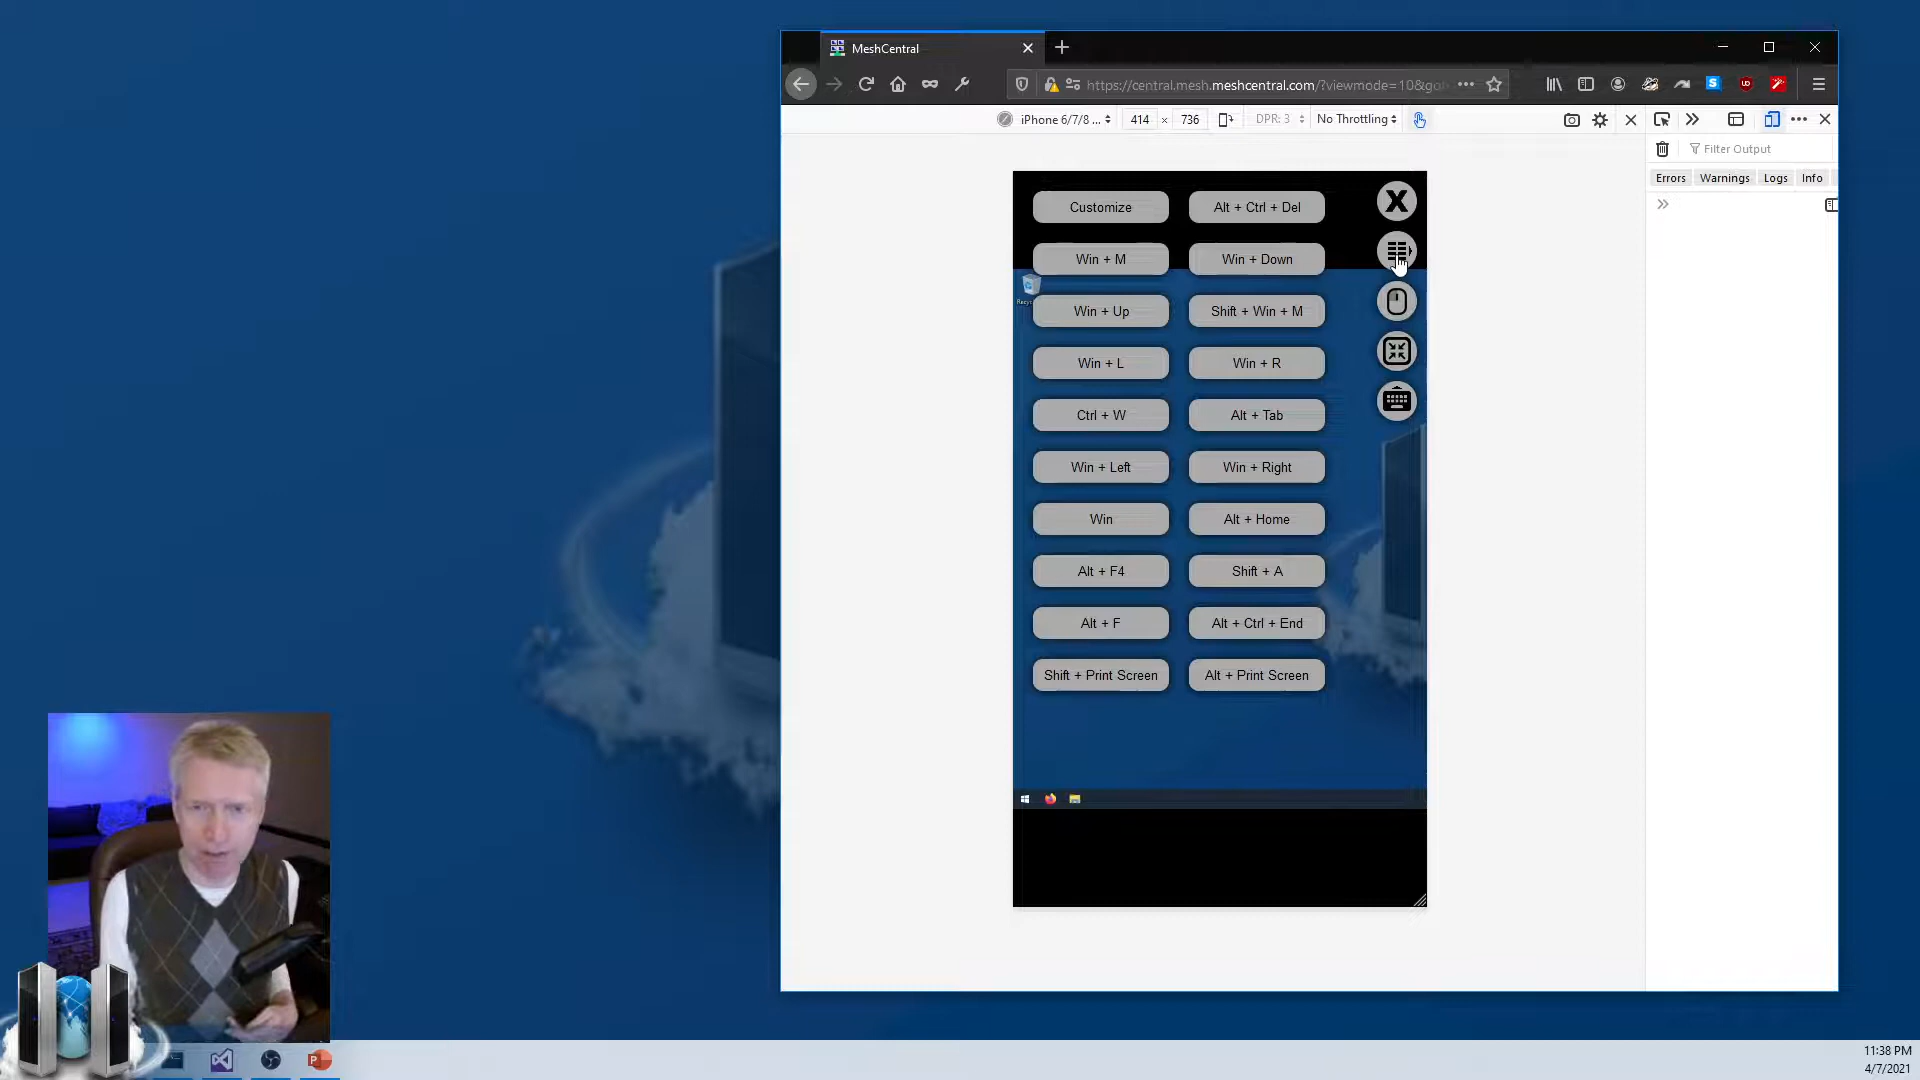 MeshCentral
https://central.mesh.meshcentral.com/?viewmode=10&go
iPhone 6/7/8 ... 414 × 736 DPR: 3 No Throttling
Filter Output
Errors Warnings Logs Info
Customize Alt + Ctrl + Del
Win + M Win + Down
Win + Up Shift + Win + M
Win + L Win + R
Ctrl + W Alt + Tab
Win + Left Win + Right
Win Alt + Home
Alt + F4 Shift + A
Alt + F Alt + Ctrl + End
Shift + Print Screen Alt + Print Screen
11:38 PM
4/7/2021